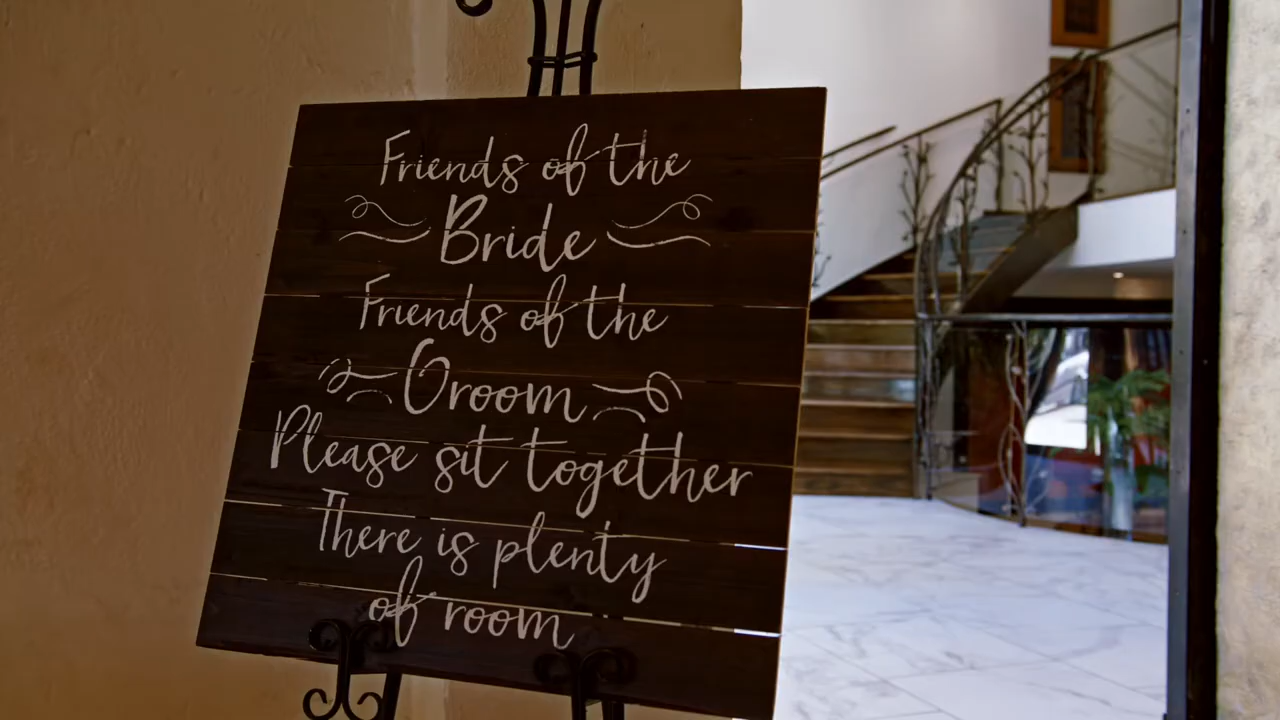 Friends of the
Bride
Friends of the
Groom
Please sit together
There is plenty
of room